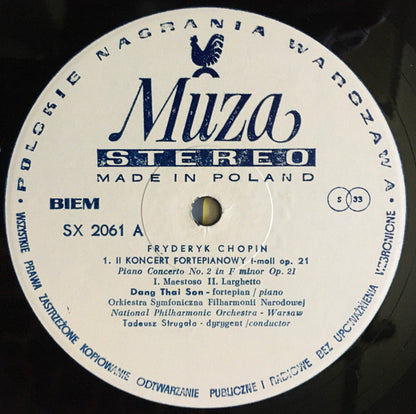 POLSKIE NAGRANIA WARSZAWA
Muza
STEREO
MADE IN POLAND
BIEM
S 33
SX 2061 A
FRYDERYK CHOPIN
1. II KONCERT FORTEPIANOWY f-moll op. 21
Piano Concerto No. 2 in F minor Op. 21
I. Maestoso II. Larghetto
Dang Thai Son - fortepian / piano
Orkiestra Symfoniczna Filharmonii Narodowej
National Philharmonic Orchestra - Warsaw
Tadeusz Strugała - dyrygent / conductor
• WSZYSTKIE PRAWA ZASTRZEŻONE KOPIOWANIE ODTWARZANIE PUBLICZNE I RADIOWE BEZ UPOWAŻNIENIA WZBRONIONE •